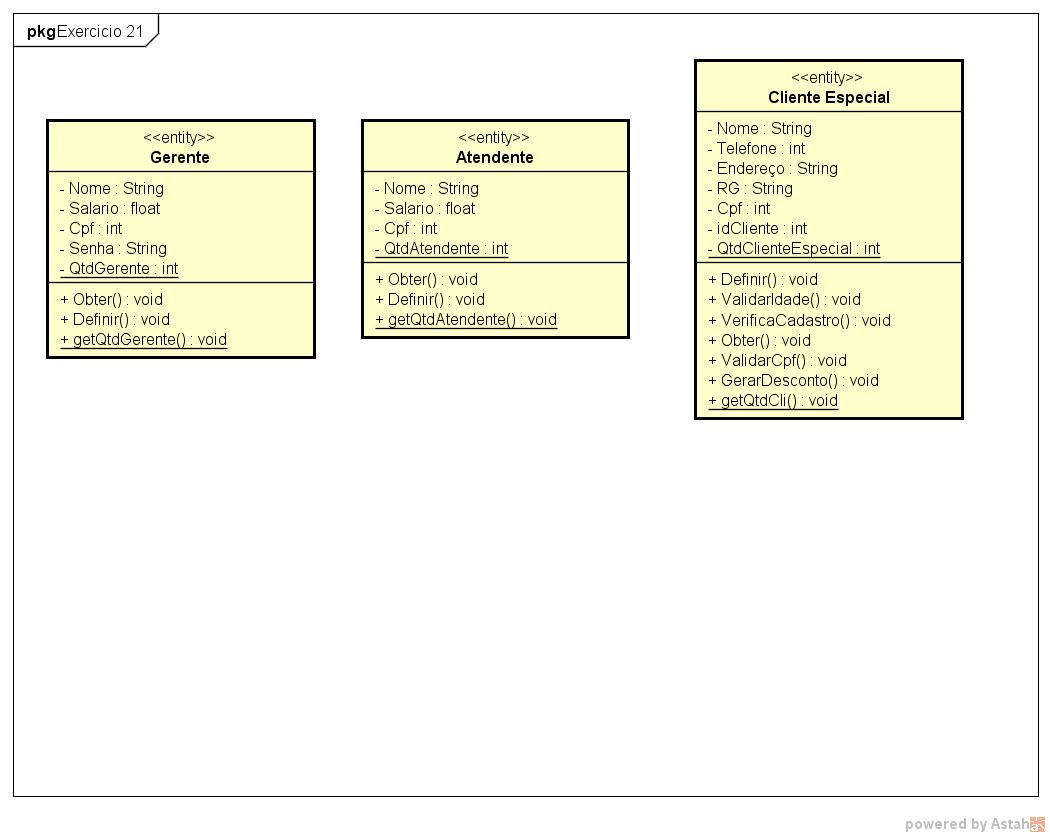 pkg Exercicio 21
<<entity>>
Gerente
- Nome : String
- Salario : float
- Cpf : int
- Senha : String
- QtdGerente : int
+ Obter() : void
+ Definir() : void
+ getQtdGerente() : void
<<entity>>
Atendente
- Nome : String
- Salario : float
- Cpf : int
- QtdAtendente : int
+ Obter() : void
+ Definir() : void
+ getQtdAtendente() : void
<<entity>>
Cliente Especial
- Nome : String
- Telefone : int
- Endereço : String
- RG : String
- Cpf : int
- idCliente : int
- QtdClienteEspecial : int
+ Definir() : void
+ ValidarIdade() : void
+ VerificaCadastro() : void
+ Obter() : void
+ ValidarCpf() : void
+ GerarDesconto() : void
+ getQtdCli() : void
powered by Astah